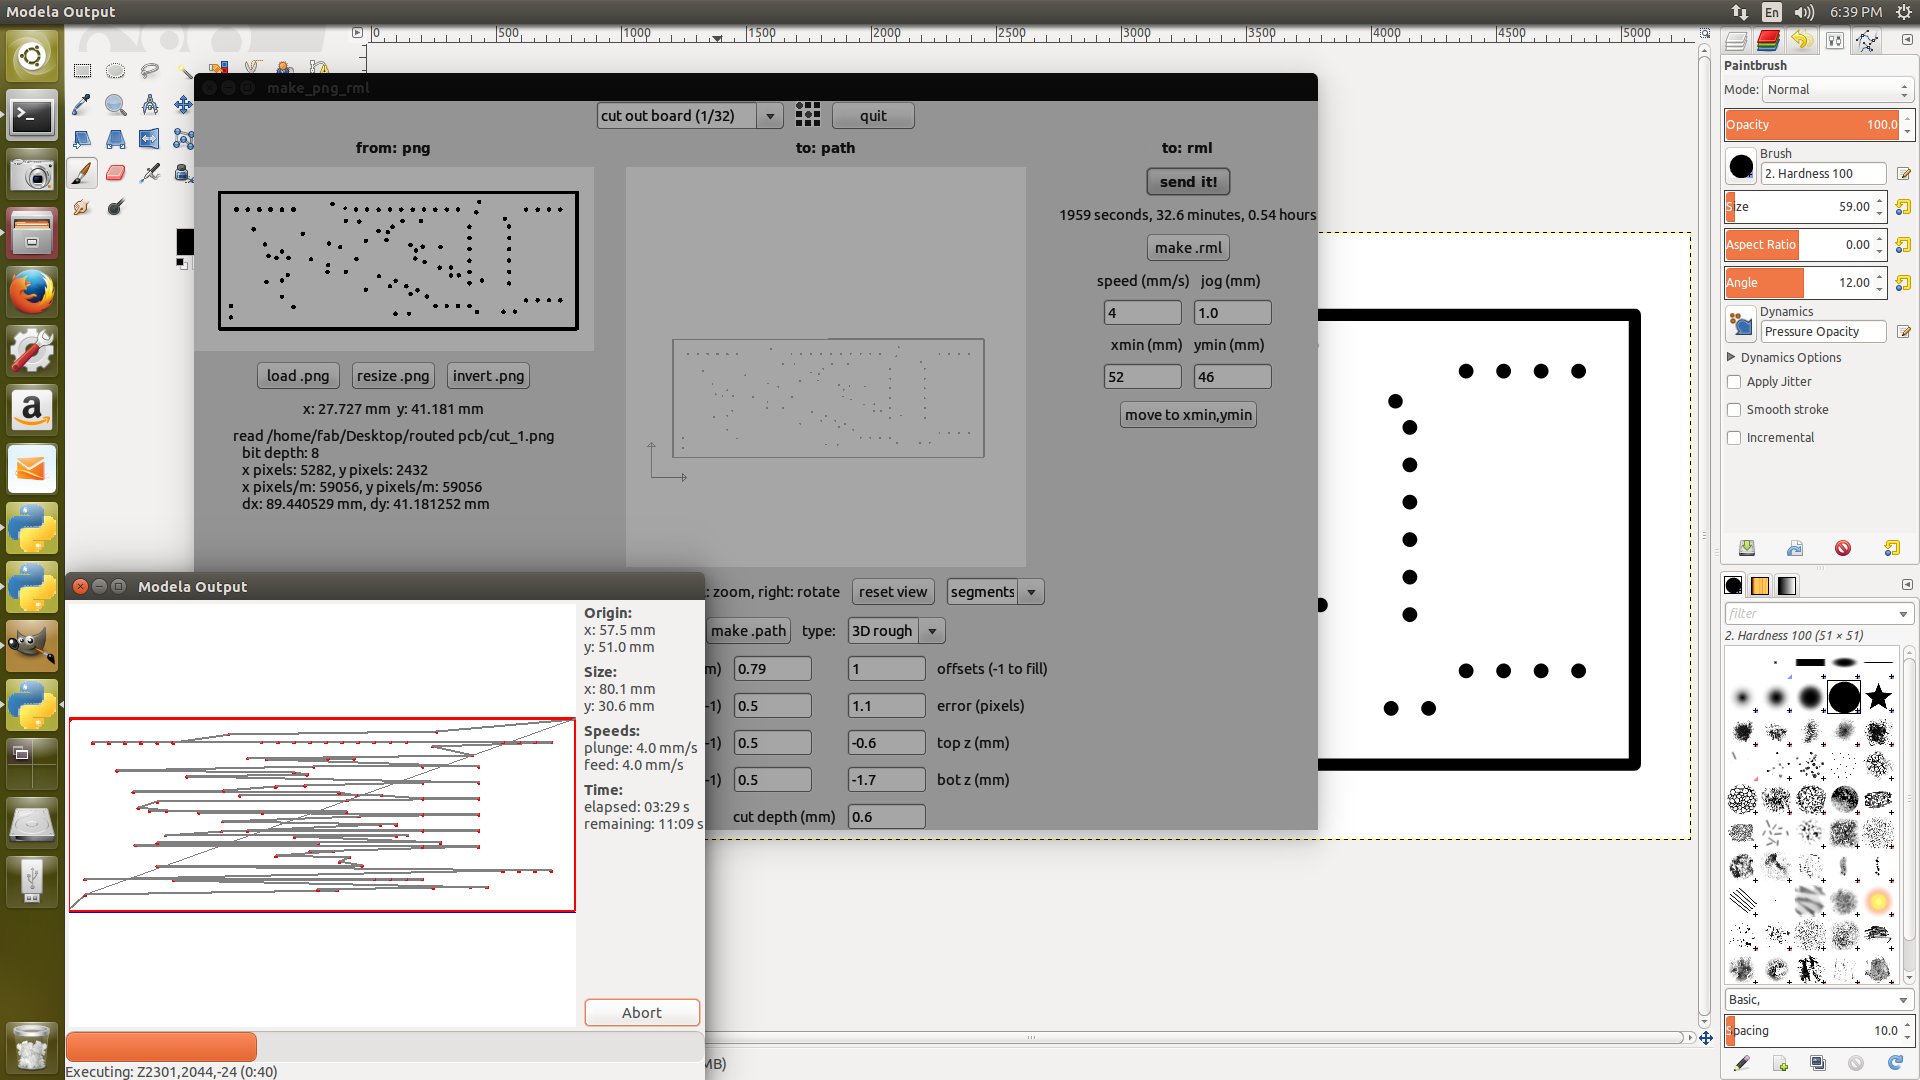 Modela Output
En
6:39 PM
0
500
1000
1500
2000
2500
3000
3500
4000
4500
5000
make_png_rml
cut out board (1/32)
quit
from: png
to: path
to: rml
send it!
1959 seconds, 32.6 minutes, 0.54 hours
make .rml
speed (mm/s) jog (mm)
4
1.0
xmin (mm) ymin (mm)
52
46
move to xmin,ymin
load .png
resize .png
invert .png
x: 27.727 mm y: 41.181 mm
read /home/fab/Desktop/routed pcb/cut_1.png
bit depth: 8
x pixels: 5282, y pixels: 2432
x pixels/m: 59056, y pixels/m: 59056
dx: 89.440529 mm, dy: 41.181252 mm
: zoom, right: rotate
reset view
segments
make .path
type:
3D rough
m)
0.79
1
offsets (-1 to fill)
-1)
0.5
1.1
error (pixels)
-1)
0.5
-0.6
top z (mm)
-1)
0.5
-1.7
bot z (mm)
cut depth (mm)
0.6
Modela Output
Origin:
x: 57.5 mm
y: 51.0 mm
Size:
x: 80.1 mm
y: 30.6 mm
Speeds:
plunge: 4.0 mm/s
feed: 4.0 mm/s
Time:
elapsed: 03:29 s
remaining: 11:09 s
Abort
Executing: Z2301,2044,-24 (0:40)
MB)
Paintbrush
Mode: Normal
Opacity
100.0
Brush
2. Hardness 100
Size
59.00
Aspect Ratio
0.00
Angle
12.00
Dynamics
Pressure Opacity
Dynamics Options
Apply Jitter
Smooth stroke
Incremental
filter
2. Hardness 100 (51 × 51)
Basic,
Spacing
10.0